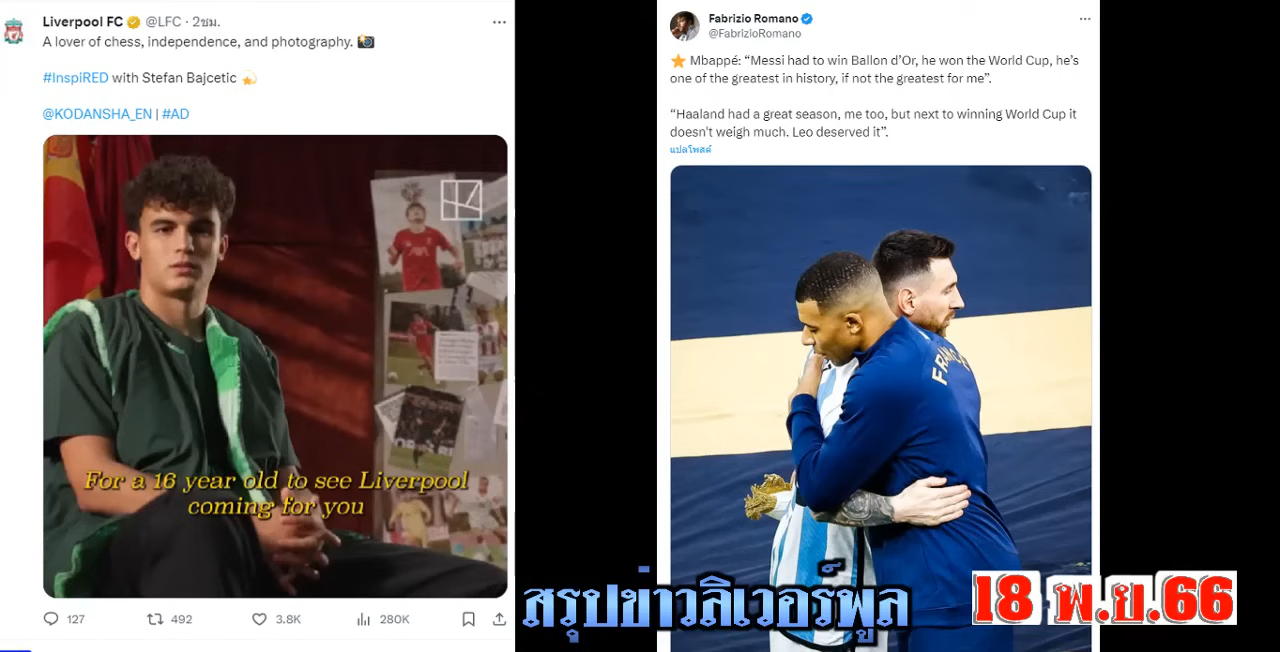 Liverpool FC @LFC · 2ชม.
A lover of chess, independence, and photography. 📸
#InspiRED with Stefan Bajcetic 💫
@KODANSHA_EN | #AD
For a 16 year old to see Liverpool
coming for you
127 492 3.8K 280K
Fabrizio Romano
@FabrizioRomano
⭐ Mbappé: “Messi had to win Ballon d’Or, he won the World Cup, he’s
one of the greatest in history, if not the greatest for me”.
“Haaland had a great season, me too, but next to winning World Cup it
doesn't weigh much. Leo deserved it”.
แปลโพสต์
FRANCE
สรุปข่าวลิเวอร์พูล
18 พ.ย.66